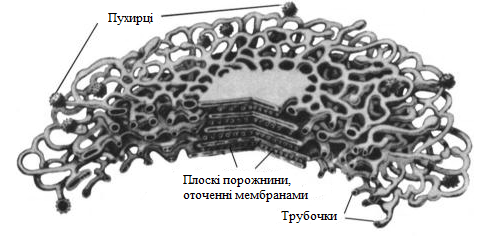 Пухирці
Плоскі порожнини,
оточенні мембранами
Трубочки